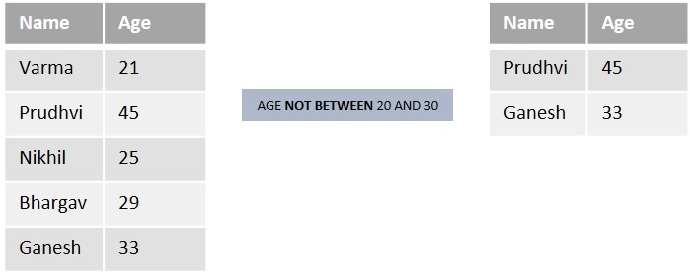 Name Age
Varma 21
Prudhvi 45
Nikhil 25
Bhargav 29
Ganesh 33
AGE NOT BETWEEN 20 AND 30
Name Age
Prudhvi 45
Ganesh 33